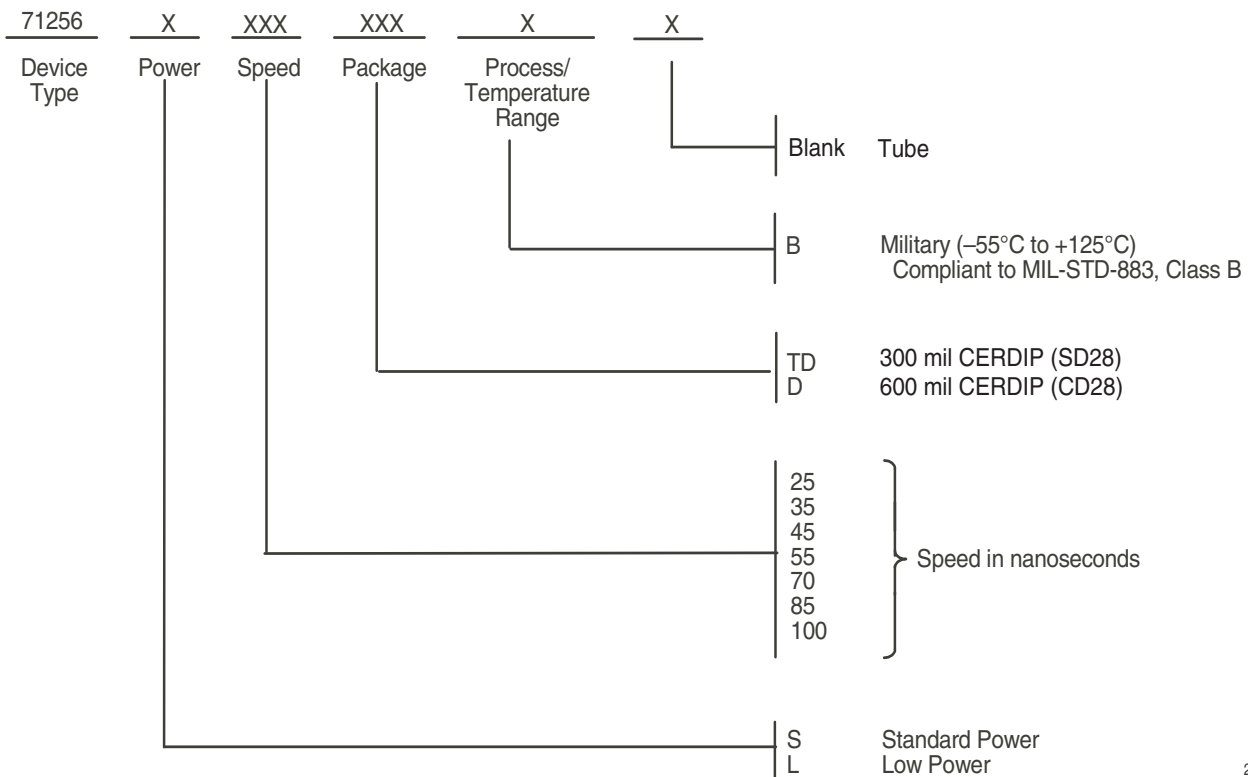 71256 X XXX XXX X X
Device Type
Power
Speed
Package
Process/
Temperature
Range
Blank Tube
B Military (–55°C to +125°C)
Compliant to MIL-STD-883, Class B
TD 300 mil CERDIP (SD28)
D 600 mil CERDIP (CD28)
25
35
45
55
70
85
100
Speed in nanoseconds
S Standard Power
L Low Power
2